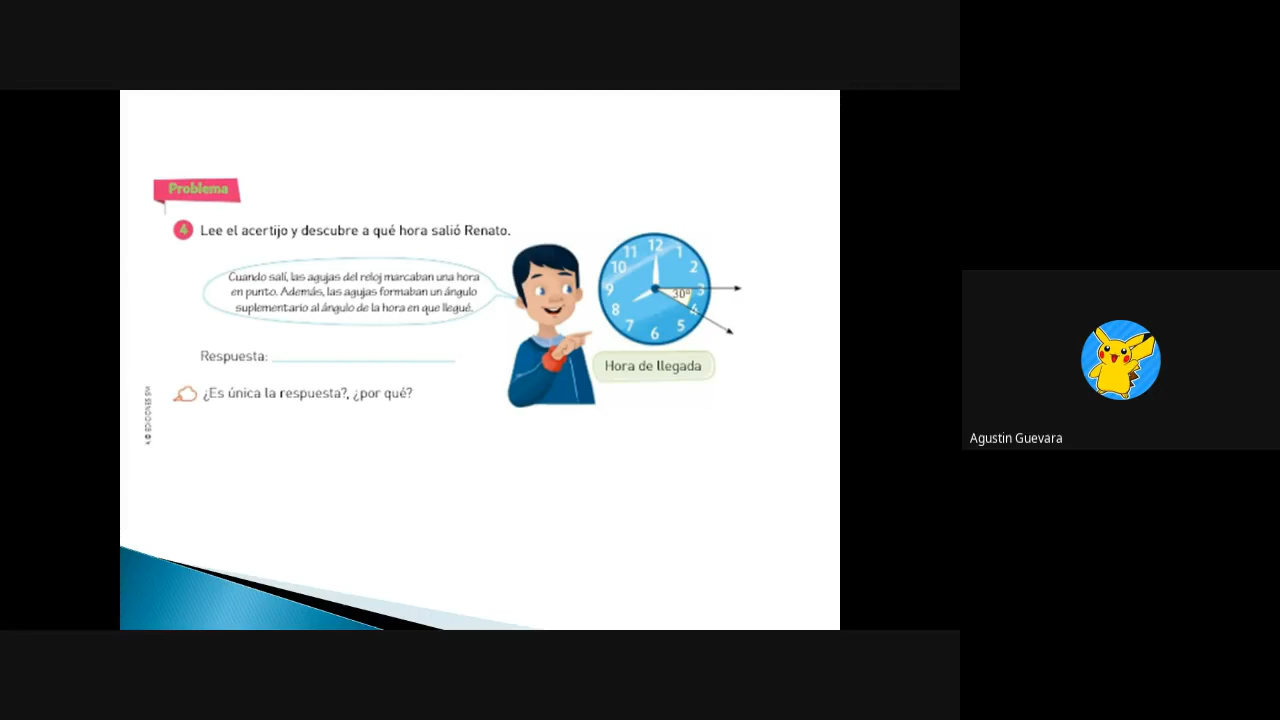 Problema
4 Lee el acertijo y descubre a qué hora salió Renato.
Cuando salí, las agujas del reloj marcaban una hora
en punto. Además, las agujas formaban un ángulo
suplementario al ángulo de la hora en que llegué.
12
11 1
10 2
9 3
30°
8 4
7 5
6
Respuesta:
Hora de llegada
¿Es única la respuesta?, ¿por qué?
© EDICIONES SM
Agustin Guevara